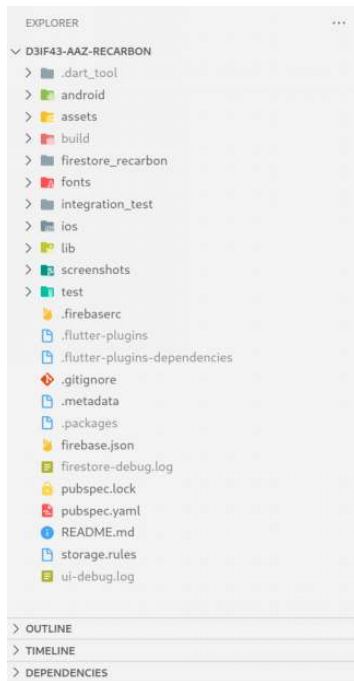 EXPLORER ...
D3IF43-AAZ-RECARBON
.dart_tool
android
assets
build
firestore_recarbon
fonts
integration_test
ios
lib
screenshots
test
.firebaserc
.flutter-plugins
.flutter-plugins-dependencies
.gitignore
.metadata
.packages
firebase.json
firestore-debug.log
pubspec.lock
pubspec.yaml
README.md
storage.rules
ui-debug.log
OUTLINE
TIMELINE
DEPENDENCIES